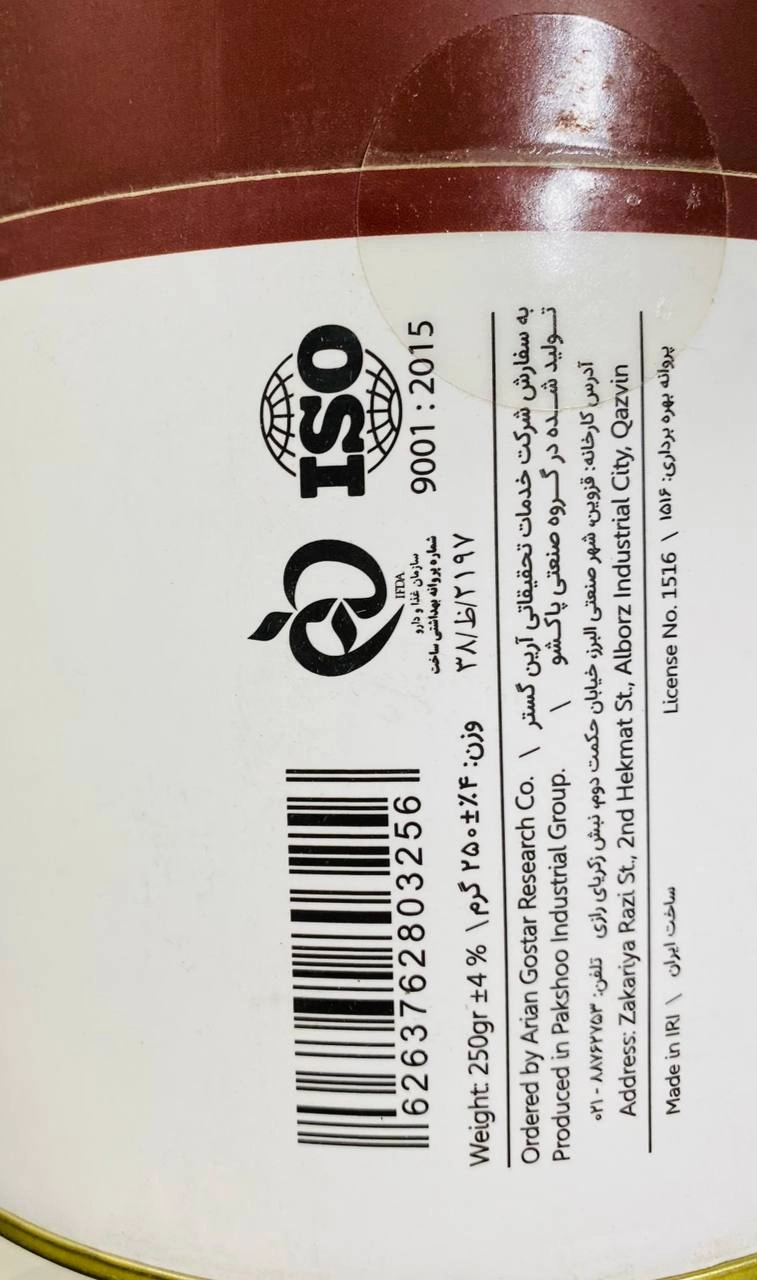 6263762803256
IFDA
سازمان غذا و دارو
شماره پروانه بهداشتی ساخت
۳۸/ظ/۲۱۹۷
ISO
9001 : 2015
Weight: 250gr ±4 % \ وزن: ۲۵۰±٪۴ گرم
Ordered by Arian Gostar Research Co. \ به سفارش شرکت خدمات تحقیقاتی آرین گستر
Produced in Pakshoo Industrial Group. \ تولید شده در گروه صنعتی پاکشو
آدرس کارخانه: قزوین، شهر صنعتی البرز، خیابان حکمت دوم، نبش زکریای رازی تلفن: ۸۸۷۶۲۷۵۳ - ۰۲۱
Address: Zakariya Razi St., 2nd Hekmat St., Alborz Industrial City, Qazvin
Made in IRI \ ساخت ایران License No. 1516 \ پروانه بهره برداری: ۱۵۱۶